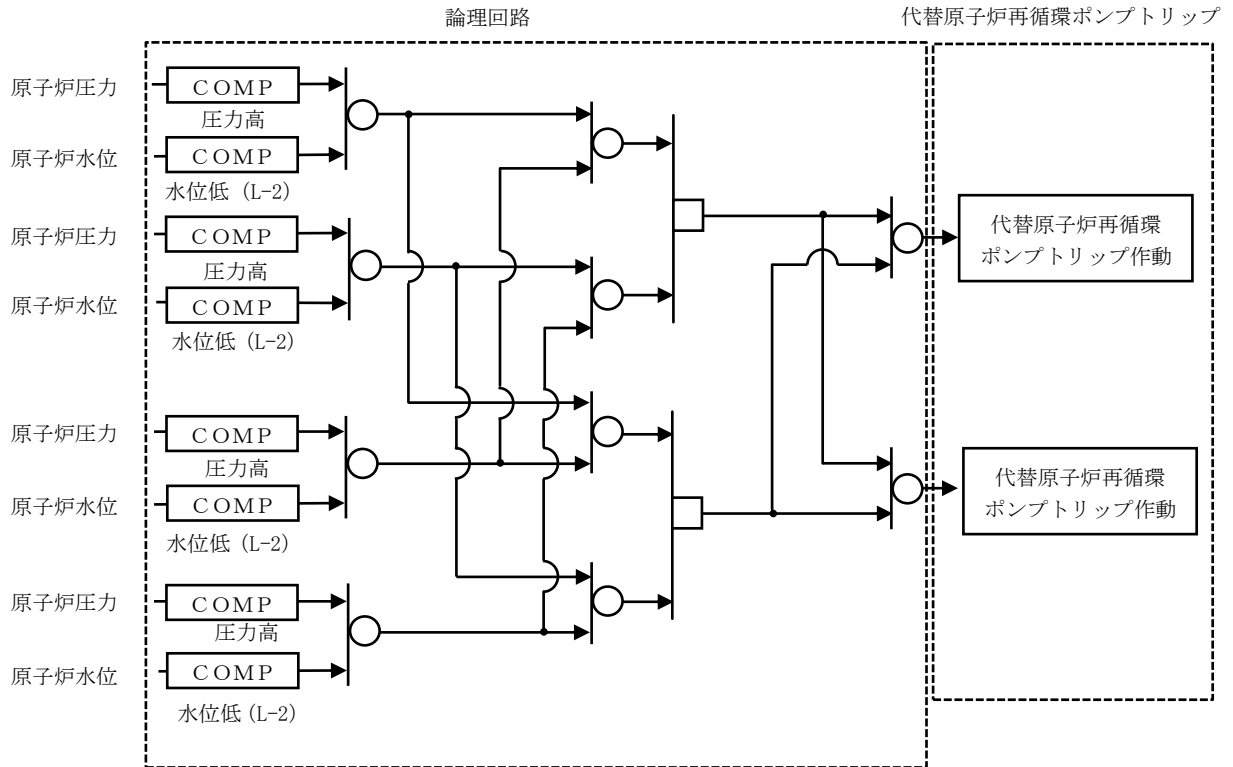 論理回路
代替原子炉再循環ポンプトリップ
原子炉圧力
ＣＯＭＰ
圧力高
原子炉水位
ＣＯＭＰ
水位低 (L-2)
原子炉圧力
ＣＯＭＰ
圧力高
原子炉水位
ＣＯＭＰ
水位低 (L-2)
代替原子炉再循環
ポンプトリップ作動
原子炉圧力
ＣＯＭＰ
圧力高
原子炉水位
ＣＯＭＰ
水位低 (L-2)
代替原子炉再循環
ポンプトリップ作動
原子炉圧力
ＣＯＭＰ
圧力高
原子炉水位
ＣＯＭＰ
水位低 (L-2)